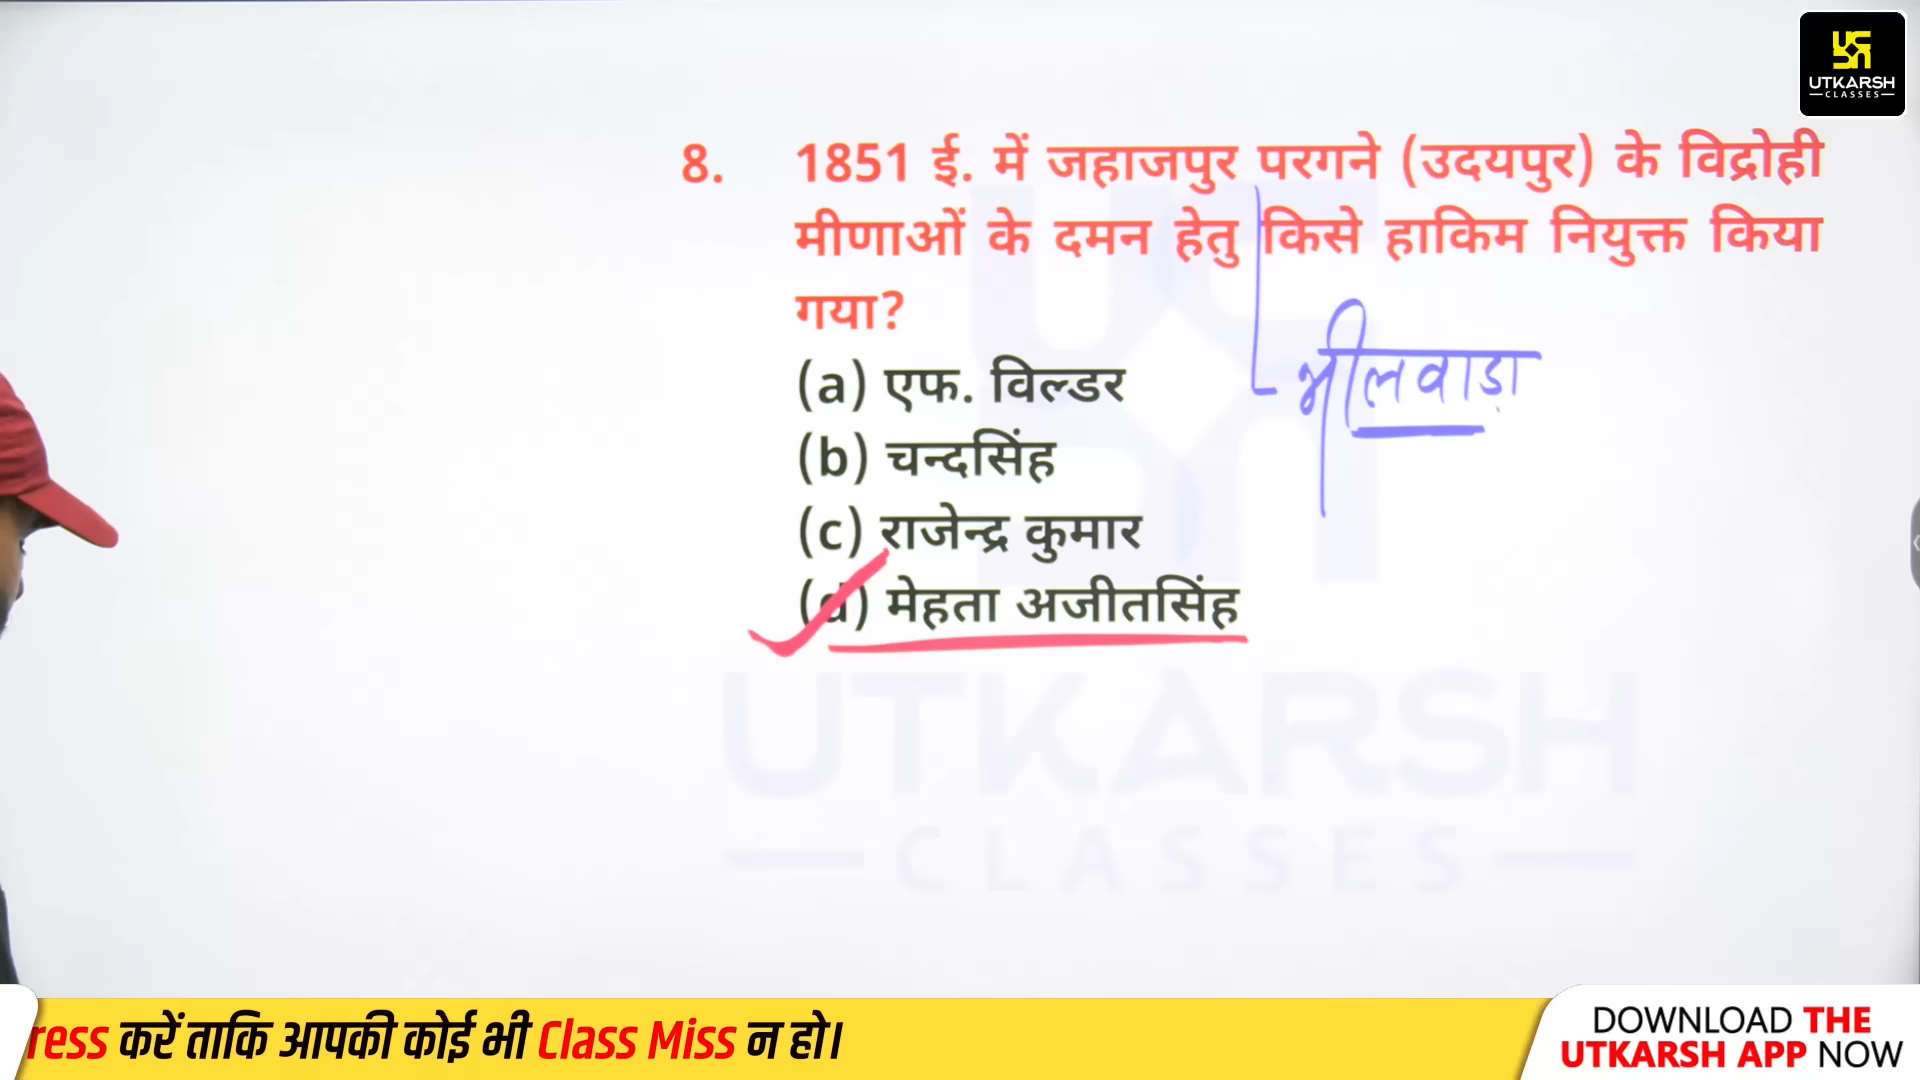 UTKARSH
CLASSES
8. 1851 ई. में जहाजपुर परगने (उदयपुर) के विद्रोही
मीणाओं के दमन हेतु किसे हाकिम नियुक्त किया
गया?
भीलवाड़ा
(a) एफ. विल्डर
(b) चन्दसिंह
(c) राजेन्द्र कुमार
(d) मेहता अजीतसिंह
UTKARSH
CLASSES
ress करें ताकि आपकी कोई भी Class Miss न हो।
DOWNLOAD THE
UTKARSH APP NOW